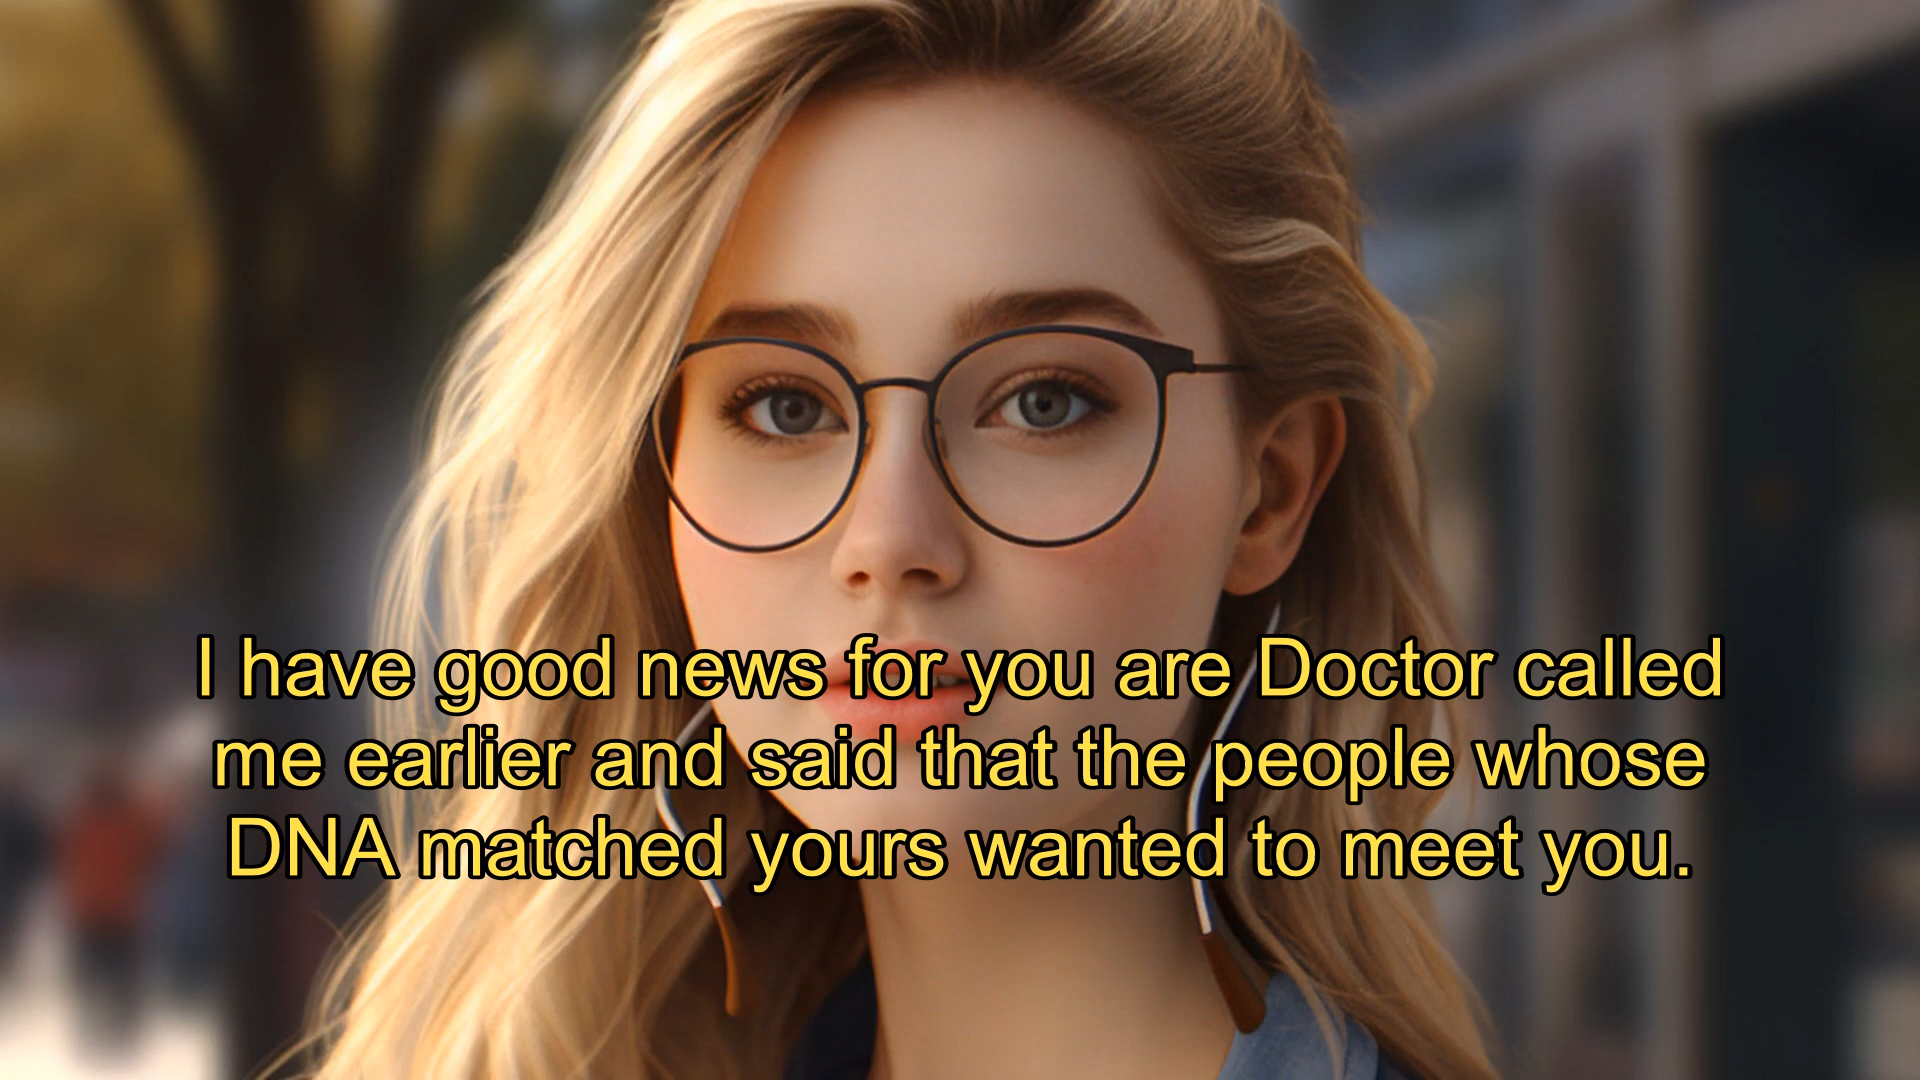 I have good news for you are Doctor called
me earlier and said that the people whose
DNA matched yours wanted to meet you.